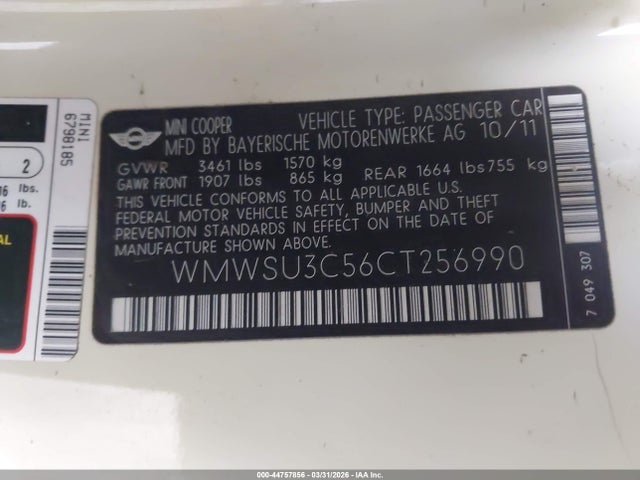 MINI COOPER VEHICLE TYPE: PASSENGER CAR
MFD BY BAYERISCHE MOTORENWERKE AG 10/11
GVWR 3461 lbs 1570 kg
GAWR FRONT 1907 lbs 865 kg REAR 1664 lbs 755 kg
THIS VEHICLE CONFORMS TO ALL APPLICABLE U.S.
FEDERAL MOTOR VEHICLE SAFETY, BUMPER AND THEFT
PREVENTION STANDARDS IN EFFECT ON THE DATE OF
MANUFACTURE SHOWN ABOVE.
WMWSU3C56CT256990
7 049 307
MINI
6798185
2
lbs.
lb.
000-44757856 - 03/31/2026 - IAA Inc.